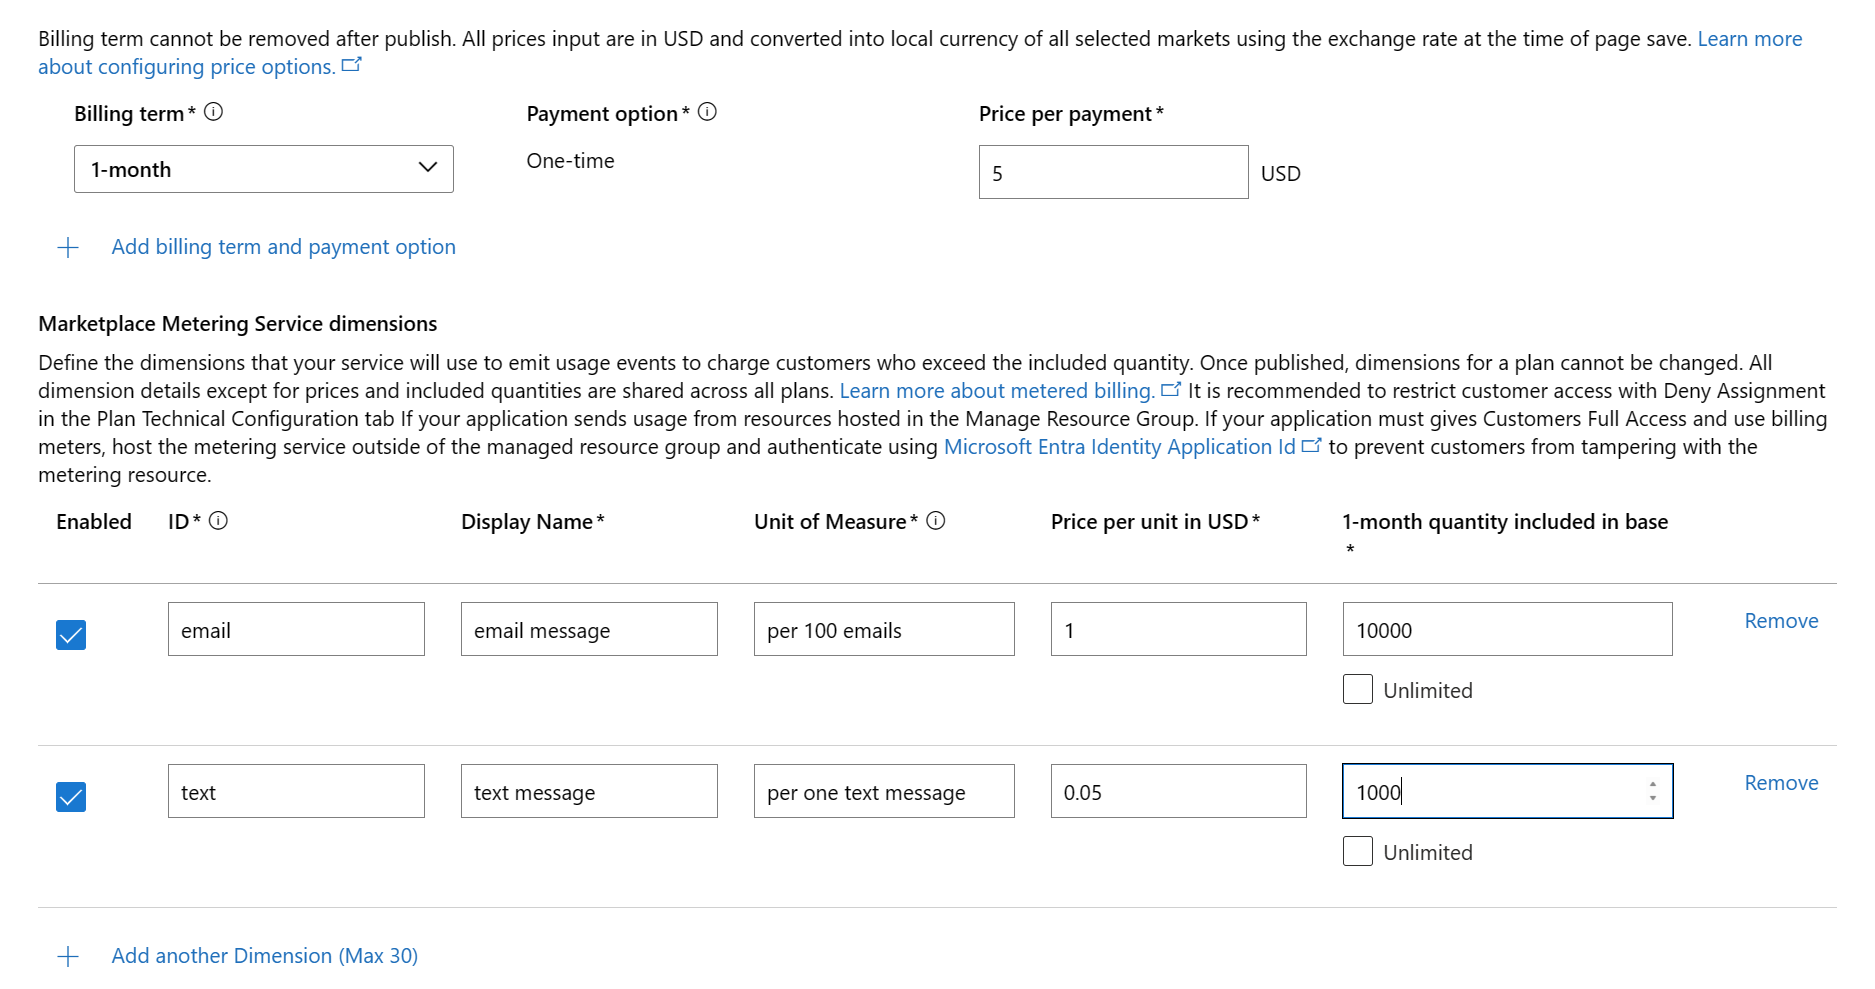 Billing term cannot be removed after publish. All prices input are in USD and converted into local currency of all selected markets using the exchange rate at the time of page save. Learn more
about configuring price options.
Billing term* Payment option* Price per payment*
1-month One-time 5 USD
Add billing term and payment option
Marketplace Metering Service dimensions
Define the dimensions that your service will use to emit usage events to charge customers who exceed the included quantity. Once published, dimensions for a plan cannot be changed. All
dimension details except for prices and included quantities are shared across all plans. Learn more about metered billing. It is recommended to restrict customer access with Deny Assignment
in the Plan Technical Configuration tab If your application sends usage from resources hosted in the Manage Resource Group. If your application must gives Customers Full Access and use billing
meters, host the metering service outside of the managed resource group and authenticate using Microsoft Entra Identity Application Id to prevent customers from tampering with the
metering resource.
Enabled ID* Display Name* Unit of Measure* Price per unit in USD* 1-month quantity included in base
*
email email message per 100 emails 1 10000 Remove
Unlimited
text text message per one text message 0.05 1000 Remove
Unlimited
Add another Dimension (Max 30)